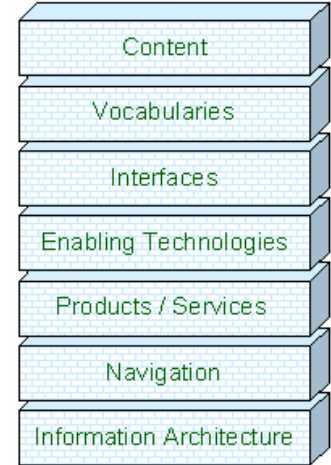 Content
Vocabularies
Interfaces
Enabling Technologies
Products / Services
Navigation
Information Architecture